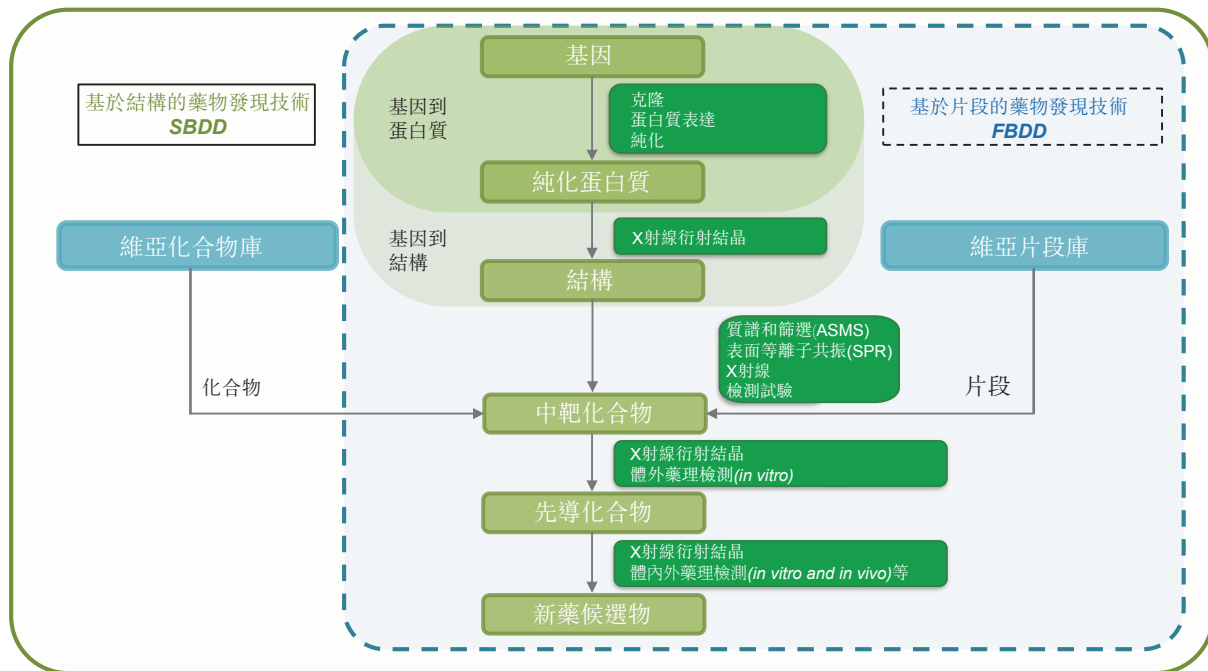 基因
基於結構的藥物發現技術
SBDD
基因到
蛋白質
克隆
蛋白質表達
純化
基於片段的藥物發現技術
FBDD
純化蛋白質
維亞化合物庫
基因到
結構
X射線衍射結晶
維亞片段庫
結構
質譜和篩選(ASMS)
表面等離子共振(SPR)
X射線
檢測試驗
化合物
片段
中靶化合物
X射線衍射結晶
體外藥理檢測(in vitro)
先導化合物
X射線衍射結晶
體內外藥理檢測(in vitro and in vivo)等
新藥候選物